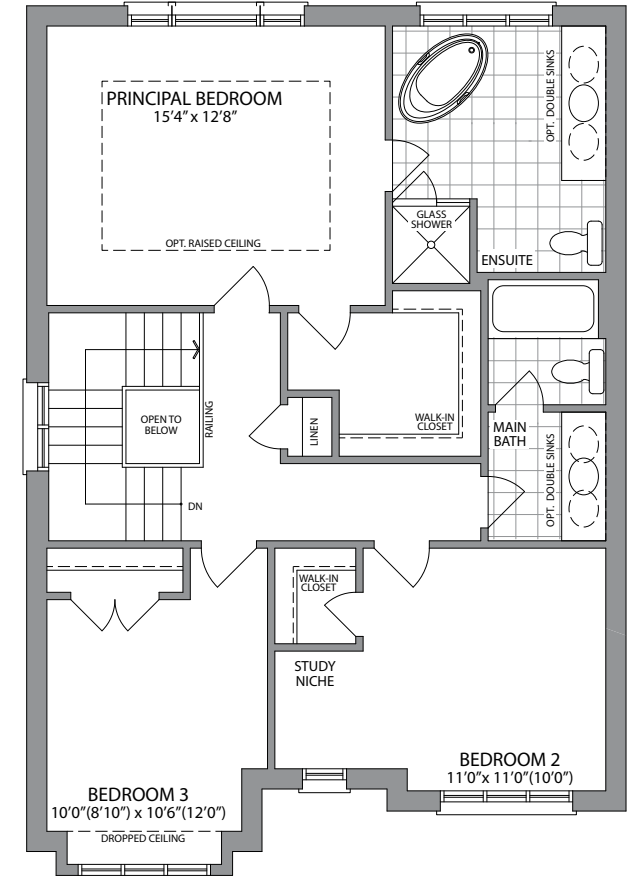 PRINCIPAL BEDROOM
15'4" x 12'8"
OPT. RAISED CEILING
OPT. DOUBLE SINKS
GLASS
SHOWER
ENSUITE
OPEN TO
BELOW
RAILING
LINEN
WALK-IN
CLOSET
MAIN
BATH
OPT. DOUBLE SINKS
DN
WALK-IN
CLOSET
STUDY
NICHE
BEDROOM 2
11'0"x 11'0"(10'0")
BEDROOM 3
10'0"(8'10") x 10'6"(12'0")
DROPPED CEILING